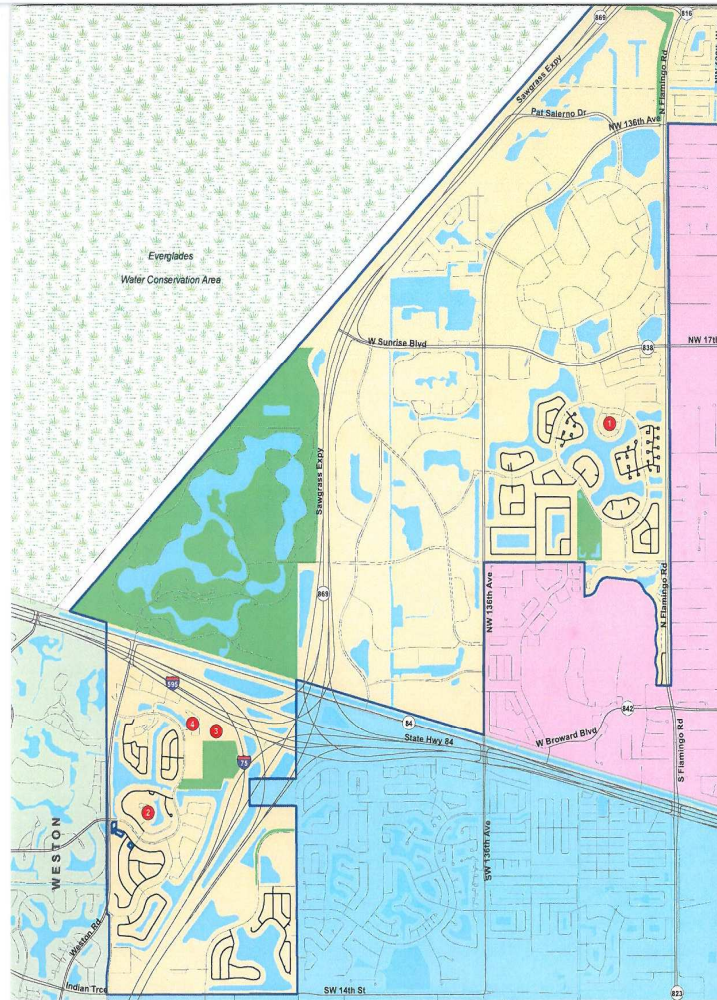 869
816
Sawgrass Expy
N Flamingo Rd
Pat Salerno Dr
NW 136th Ave
Everglades
Water Conservation Area
W Sunrise Blvd
838
NW 17th
1
Sawgrass Expy
869
NW 136th Ave
N Flamingo Rd
595
4
3
84
State Hwy 84
842
W Broward Blvd
S Flamingo Rd
75
2
WESTON
SW 136th Ave
Weston Rd
Indian Trce
SW 14th St
823